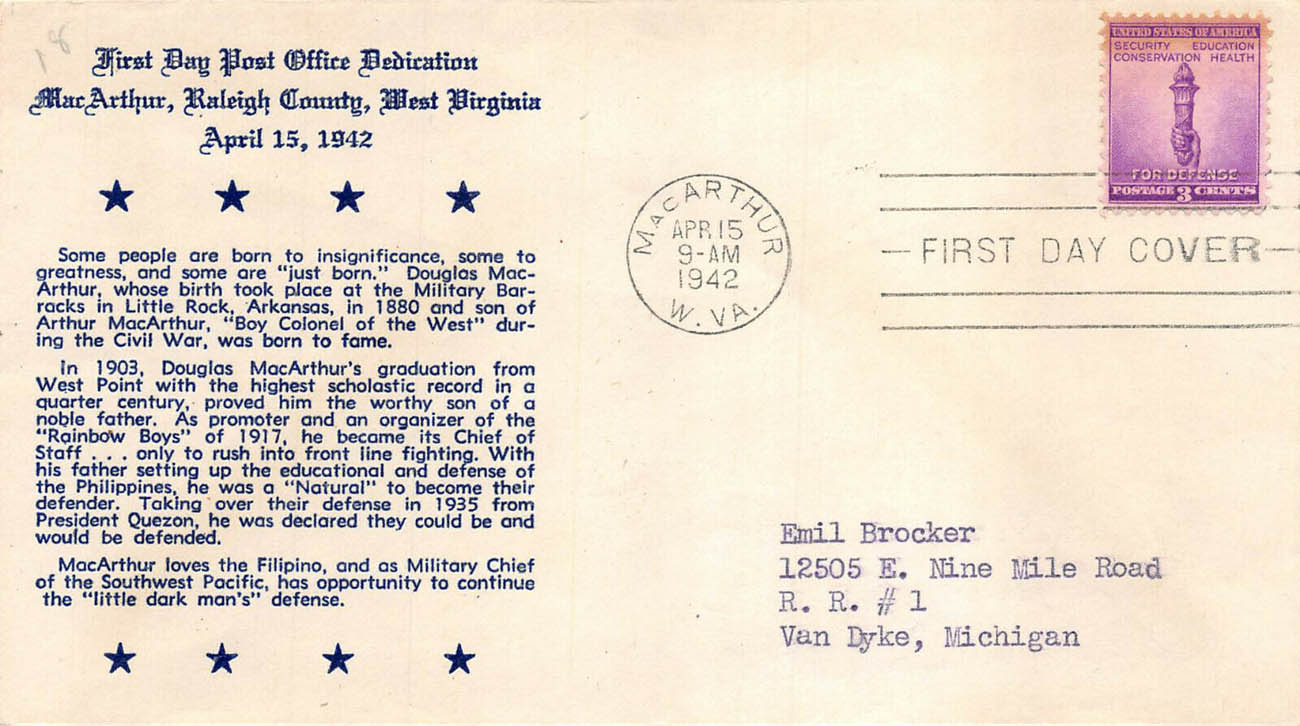 18
First Day Post Office Dedication
MacArthur, Raleigh County, West Virginia
April 15, 1942
Some people are born to insignificance, some to
greatness, and some are "just born." Douglas Mac-
Arthur, whose birth took place at the Military Bar-
racks in Little Rock, Arkansas, in 1880 and son of
Arthur MacArthur, "Boy Colonel of the West" dur-
ing the Civil War, was born to fame.
In 1903, Douglas MacArthur's graduation from
West Point with the highest scholastic record in a
quarter century, proved him the worthy son of a
noble father. As promoter and an organizer of the
"Rainbow Boys" of 1917, he became its Chief of
Staff . . . only to rush into front line fighting. With
his father setting up the educational and defense of
the Philippines, he was a "Natural" to become their
defender. Taking over their defense in 1935 from
President Quezon, he was declared they could be and
would be defended.
MacArthur loves the Filipino, and as Military Chief
of the Southwest Pacific, has opportunity to continue
the "little dark man's" defense.
MacARTHUR
APR 15
9-AM
1942
W. VA.
UNITED STATES OF AMERICA
SECURITY EDUCATION
CONSERVATION HEALTH
FOR DEFENSE
POSTAGE 3 CENTS
— FIRST DAY COVER —
Emil Brocker
12505 E. Nine Mile Road
R. R. # 1
Van Dyke, Michigan